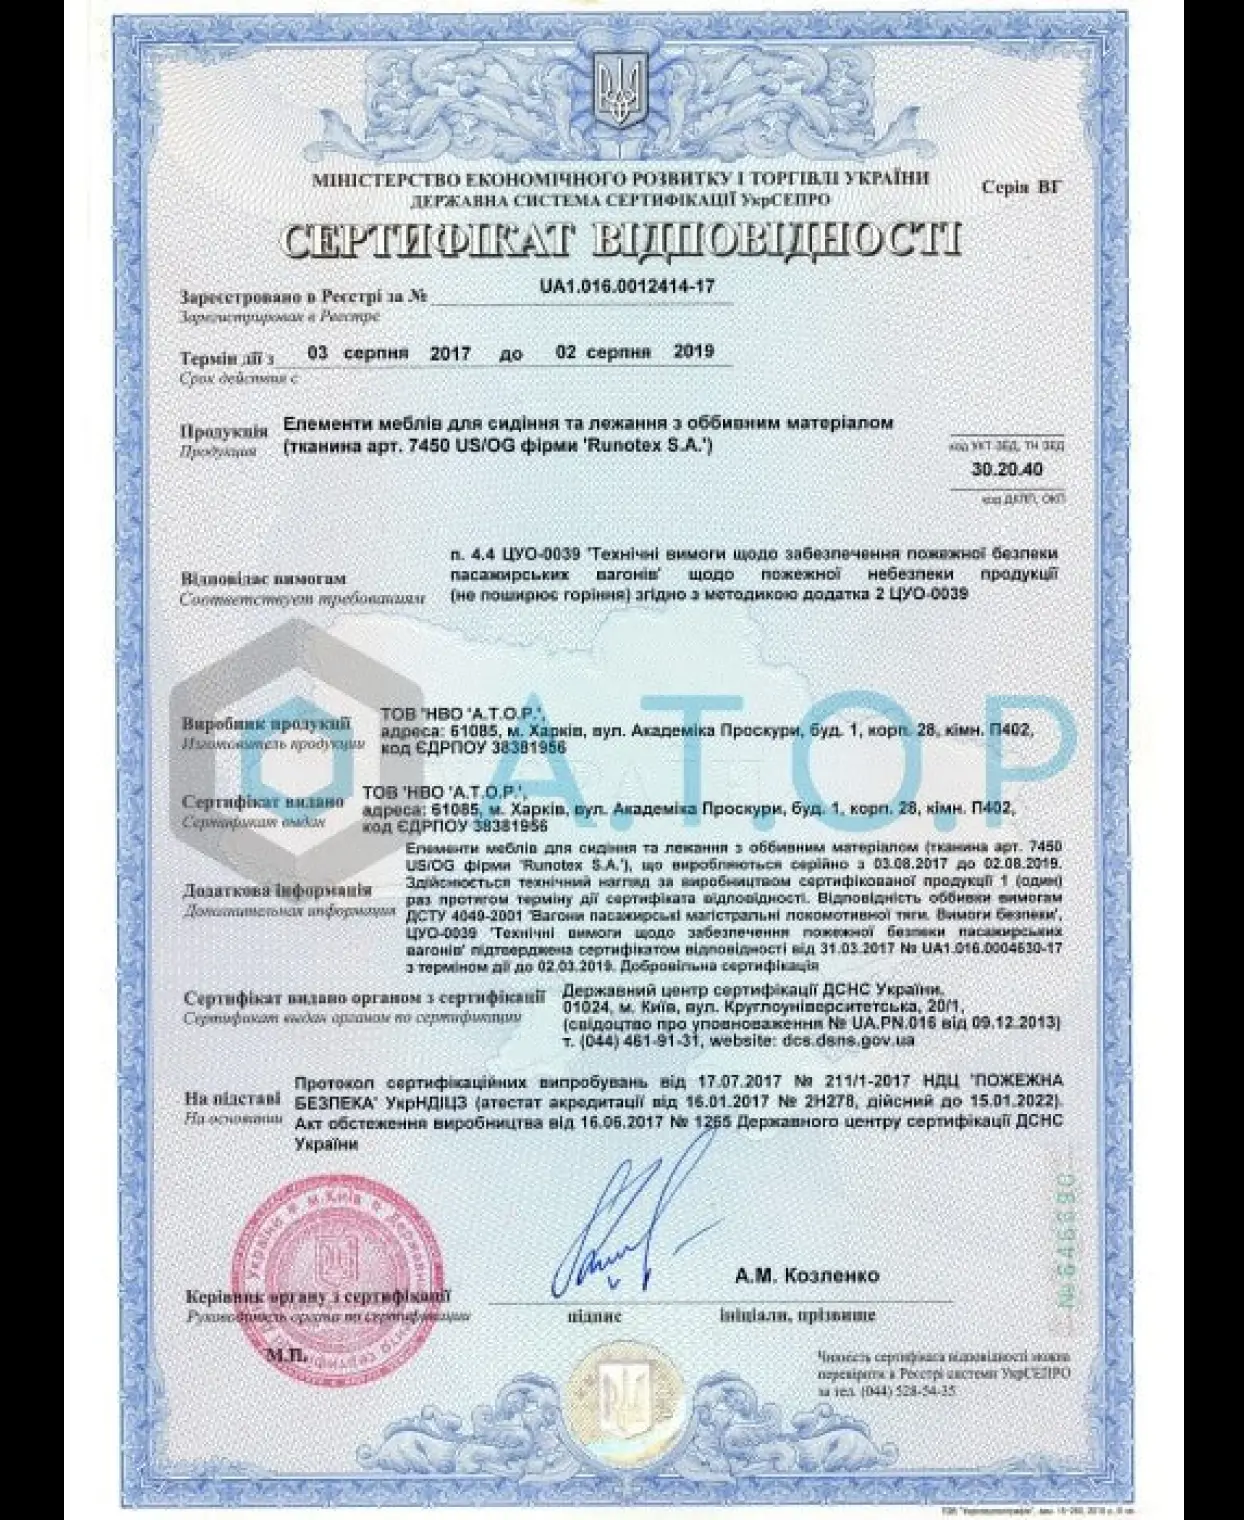 МІНІСТЕРСТВО ЕКОНОМІЧНОГО РОЗВИТКУ І ТОРГІВЛІ УКРАЇНИ
ДЕРЖАВНА СИСТЕМА СЕРТИФІКАЦІЇ УкрСЕПРО
Серія ВГ
СЕРТИФІКАТ ВІДПОВІДНОСТІ
Зареєстровано в Реєстрі за № UA1.016.0012414-17
Зарегистрирован в Реестре
Термін дії з 03 серпня 2017 до 02 серпня 2019
Срок действия с
Продукція Елементи меблів для сидіння та лежання з оббивним матеріалом
Продукция (тканина арт. 7450 US/OG фірми 'Runotex S.A.')
код УКТ ЗЕД, ТН ЗЕД
30.20.40
код ДКПП, ОКП
п. 4.4 ЦУО-0039 'Технічні вимоги щодо забезпечення пожежної безпеки
Відповідає вимогам пасажирських вагонів' щодо пожежної небезпеки продукції
Соответствует требованиям (не поширює горіння) згідно з методикою додатка 2 ЦУО-0039
A.T.O.P
ТОВ 'НВО 'А.Т.О.Р.',
Виробник продукції адреса: 61085, м. Харків, вул. Академіка Проскури, буд. 1, корп. 28, кімн. П402,
Изготовитель продукции код ЄДРПОУ 38381956
ТОВ 'НВО 'А.Т.О.Р.',
Сертифікат видано адреса: 61085, м. Харків, вул. Академіка Проскури, буд. 1, корп. 28, кімн. П402,
Сертификат выдан код ЄДРПОУ 38381956
Елементи меблів для сидіння та лежання з оббивним матеріалом (тканина арт. 7450
US/OG фірми 'Runotex S.A.'), що виробляються серійно з 03.08.2017 до 02.08.2019.
Здійснюється технічний нагляд за виробництвом сертифікованої продукції 1 (один)
Додаткова інформація раз протягом терміну дії сертифіката відповідності. Відповідність оббивки вимогам
Дополнительная информация ДСТУ 4049-2001 'Вагони пасажирські магістральні локомотивної тяги. Вимоги безпеки',
ЦУО-0039 'Технічні вимоги щодо забезпечення пожежної безпеки пасажирських
вагонів' підтверджена сертифікатом відповідності від 31.03.2017 № UA1.016.0004630-17
з терміном дії до 02.03.2019. Добровільна сертифікація
Сертифікат видано органом з сертифікації Державний центр сертифікації ДСНС України,
Сертификат выдан органом по сертификации 01024, м. Київ, вул. Круглоуніверситетська, 20/1,
(свідоцтво про уповноваження № UA.PN.016 від 09.12.2013)
т. (044) 461-91-31, website: dcs.dsns.gov.ua
Протокол сертифікаційних випробувань від 17.07.2017 № 211/1-2017 НДЦ 'ПОЖЕЖНА
На підставі БЕЗПЕКА' УкрНДІЦЗ (атестат акредитації від 16.01.2017 № 2Н278, дійсний до 15.01.2022).
На основании Акт обстеження виробництва від 16.06.2017 № 1265 Державного центру сертифікації ДСНС
України
А.М. Козленко
Керівник органу з сертифікації
Руководитель органа по сертификации
підпис
ініціали, прізвище
М.П.
Чинність сертифіката відповідності можна
перевірити в Реєстрі системи УкрСЕПРО
за тел. (044) 528-54-35